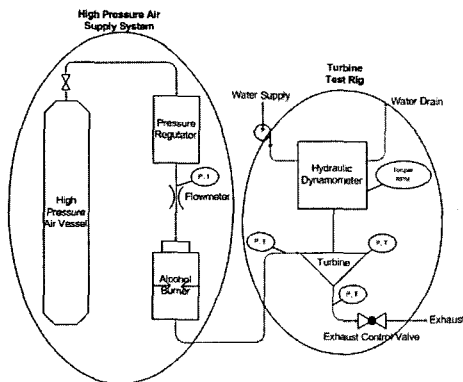 High Pressure Air
Supply System
Turbine
Test Rig
Water Supply
Water Drain
Pressure
Regulator
P, T
Flowmeter
Hydraulic
Dynamometer
Torque
RPM
High
Pressure
Air Vessel
Alcohol
Burner
P, T
P, T
Turbine
P, T
Exhaust
Exhaust Control Valve